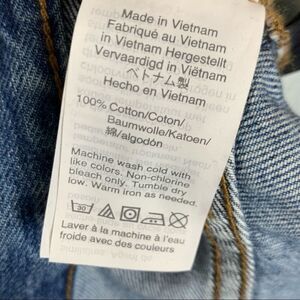 Made in Vietnam
Fabriqué au Vietnam
in Vietnam Hergestellt
Vervaardigd in Viëtnam
ベトナム製
Hecho en Vietnam
100% Cotton/Coton/
Baumwolle/Katoen/
綿/algodón
Machine wash cold with
like colors. Non-chlorine
bleach only. Tumble dry
low. Warm iron as needed.
Laver à la machine à l'eau
froide avec des couleurs